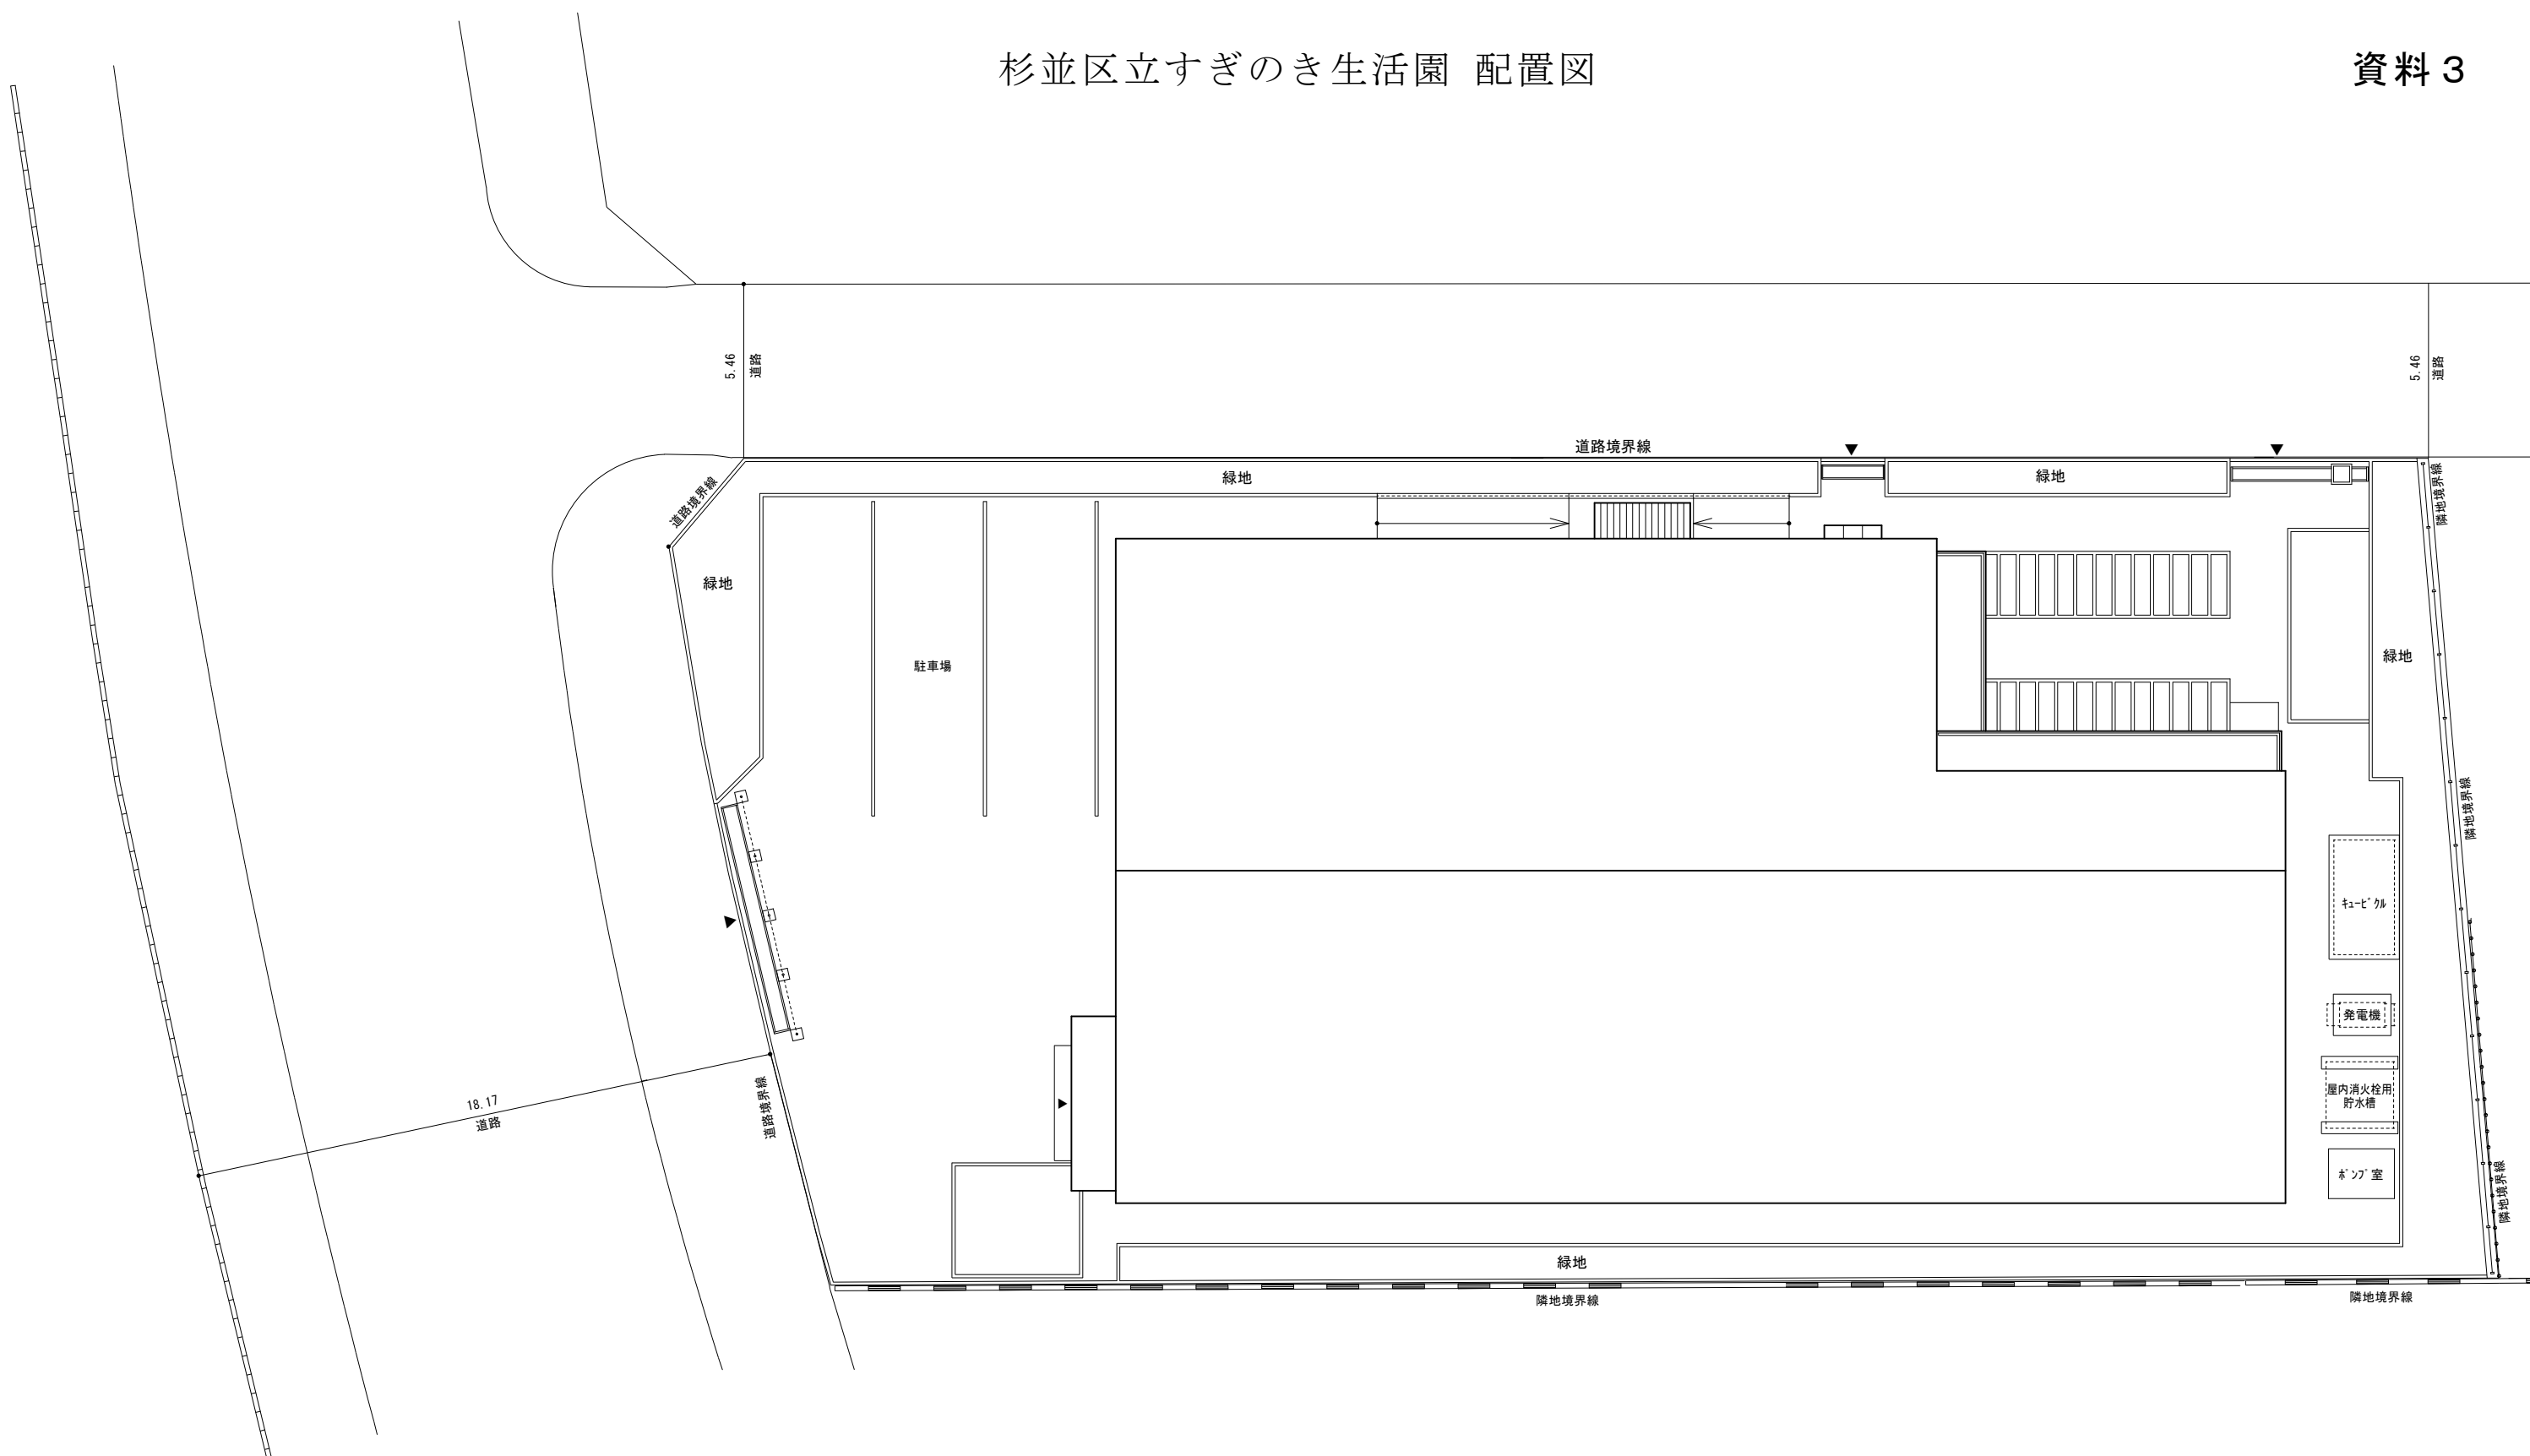 杉並区立すぎのき生活園 配置図
資料３
5.46
道路
5.46
道路
道路境界線
緑地
緑地
道路境界線
隣地境界線
緑地
駐車場
緑地
隣地境界線
ｷｭｰﾋﾞｸﾙ
発電機
屋内消火栓用
貯水槽
ﾎﾟﾝﾌﾟ室
18.17
道路
道路境界線
隣地境界線
緑地
隣地境界線
隣地境界線